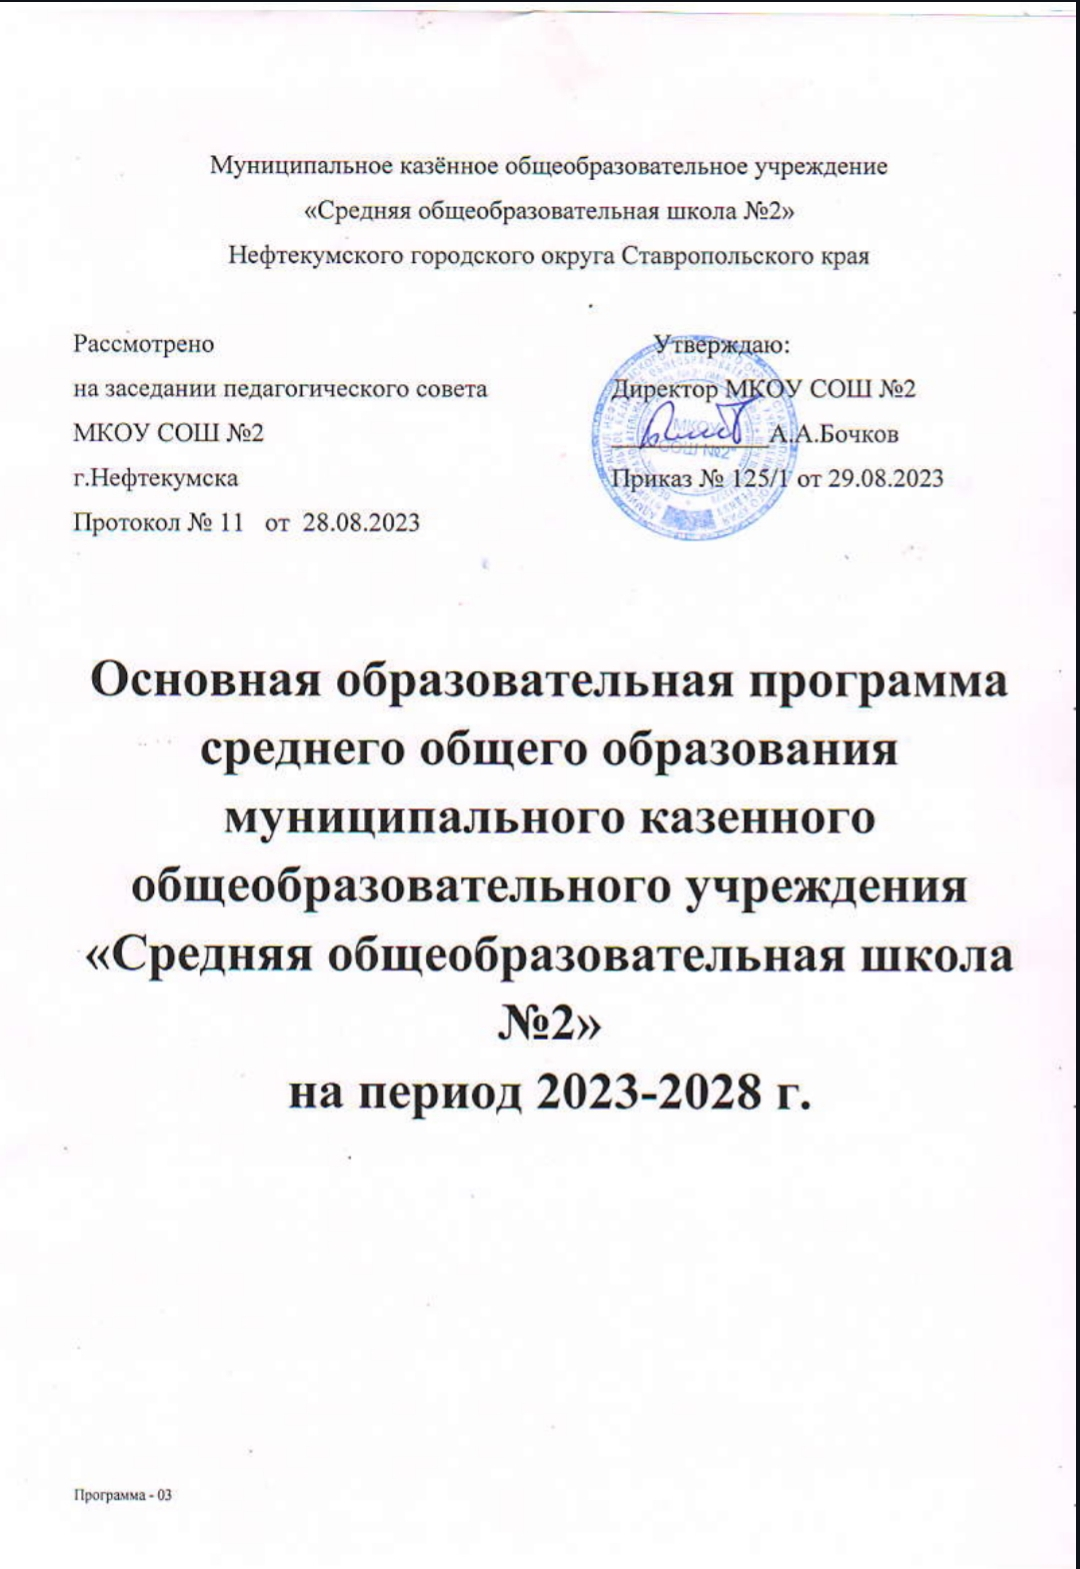 Муниципальное казённое общеобразовательное учреждение
«Средняя общеобразовательная школа №2»
Нефтекумского городского округа Ставропольского края
Рассмотрено
на заседании педагогического совета
МКОУ СОШ №2
г.Нефтекумска
Протокол № 11 от 28.08.2023
Утверждаю:
Директор МКОУ СОШ №2
А.А.Бочков
Приказ № 125/1 от 29.08.2023
МКОУ
СОШ №2
Основная образовательная программа
среднего общего образования
муниципального казенного
общеобразовательного учреждения
«Средняя общеобразовательная школа
№2»
на период 2023-2028 г.
Программа - 03